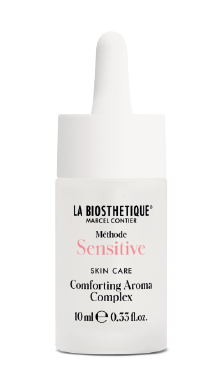 LA BIOSTHETIQUE®
MARCEL CONTIER
Méthode
Sensitive
SKIN CARE
Comforting Aroma
Complex
10 ml ℮ 0.33 fl.oz.